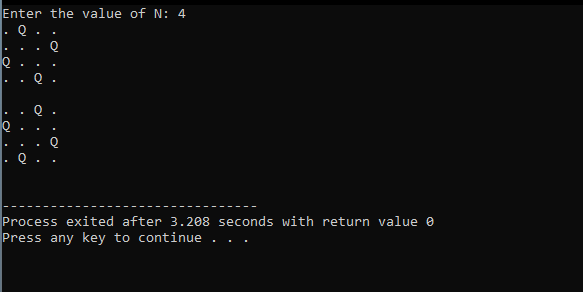 Enter the value of N: 4
. Q . .
. . . Q
Q . . .
. . Q .
. . Q .
Q . . .
. . . Q
. Q . .
--------------------------------
Process exited after 3.208 seconds with return value 0
Press any key to continue . . .